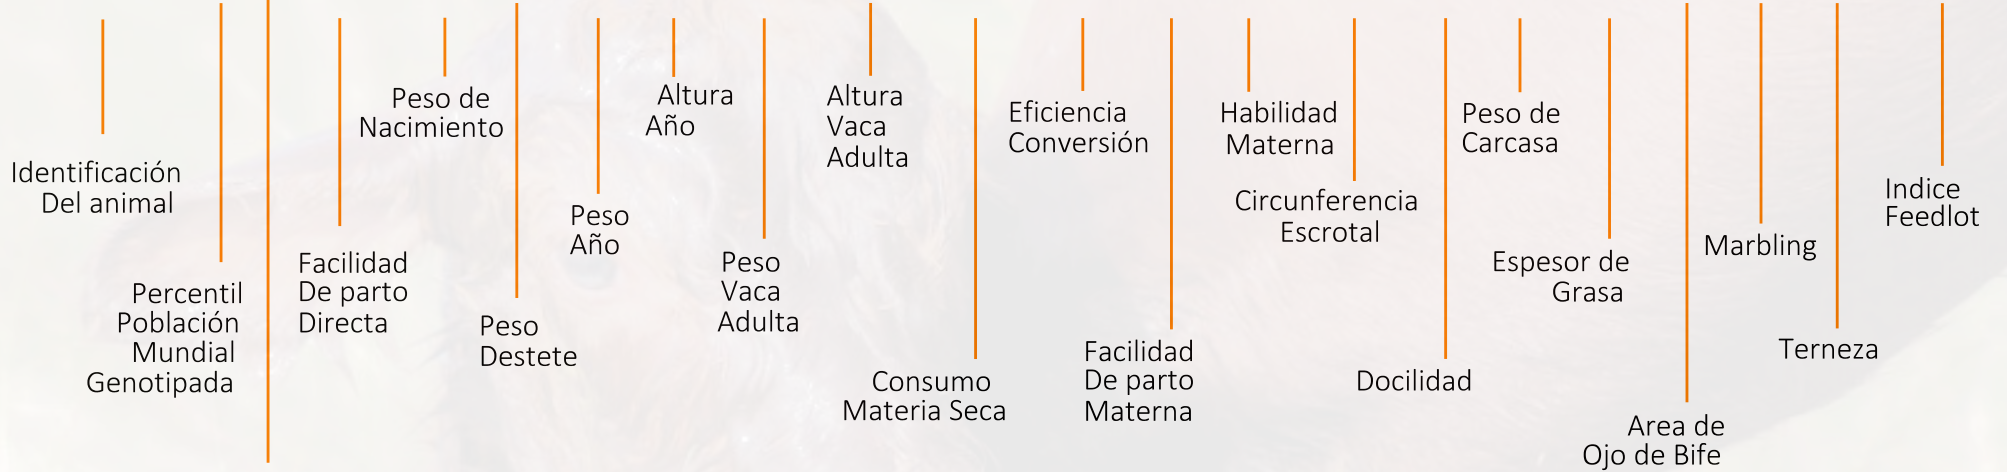 Identificación
Del animal
Percentil
Población
Mundial
Genotipada
Facilidad
De parto
Directa
Peso de
Nacimiento
Peso
Destete
Peso
Año
Altura
Año
Peso
Vaca
Adulta
Altura
Vaca
Adulta
Consumo
Materia Seca
Eficiencia
Conversión
Facilidad
De parto
Materna
Habilidad
Materna
Circunferencia
Escrotal
Docilidad
Peso de
Carcasa
Espesor de
Grasa
Area de
Ojo de Bife
Marbling
Terneza
Indice
Feedlot